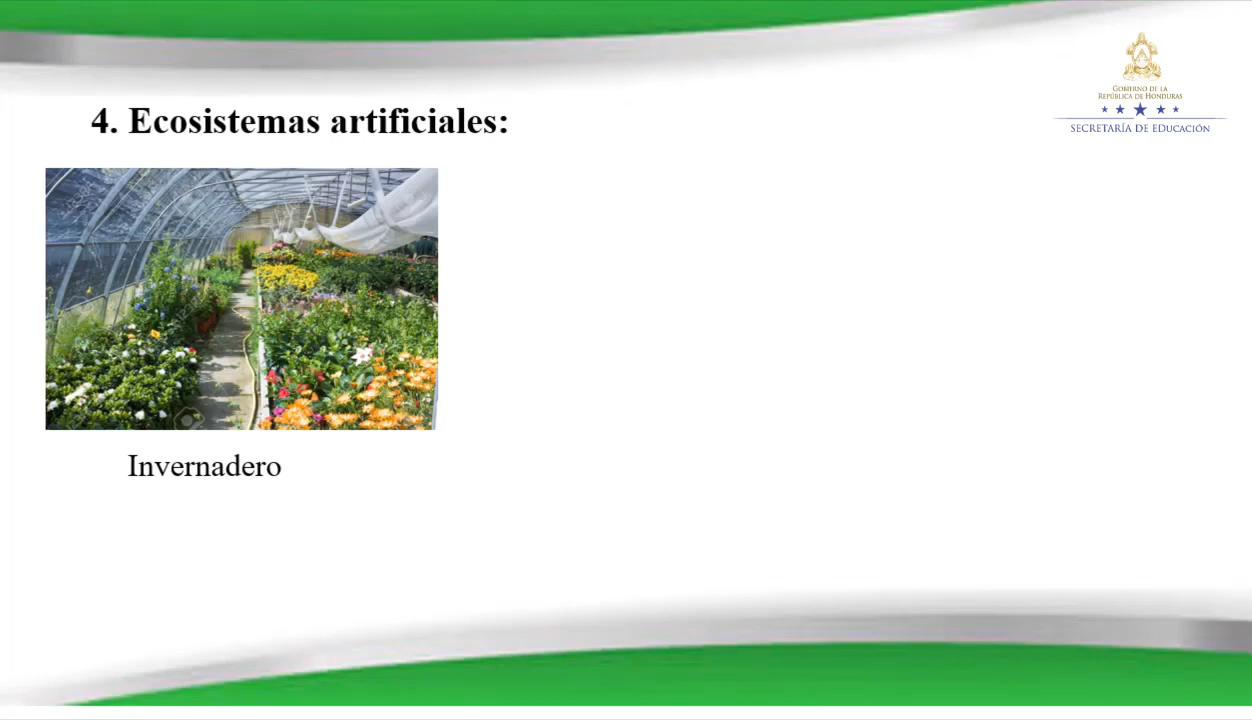 GOBIERNO DE LA
REPÚBLICA DE HONDURAS
SECRETARÍA DE EDUCACIÓN
4. Ecosistemas artificiales:
Invernadero